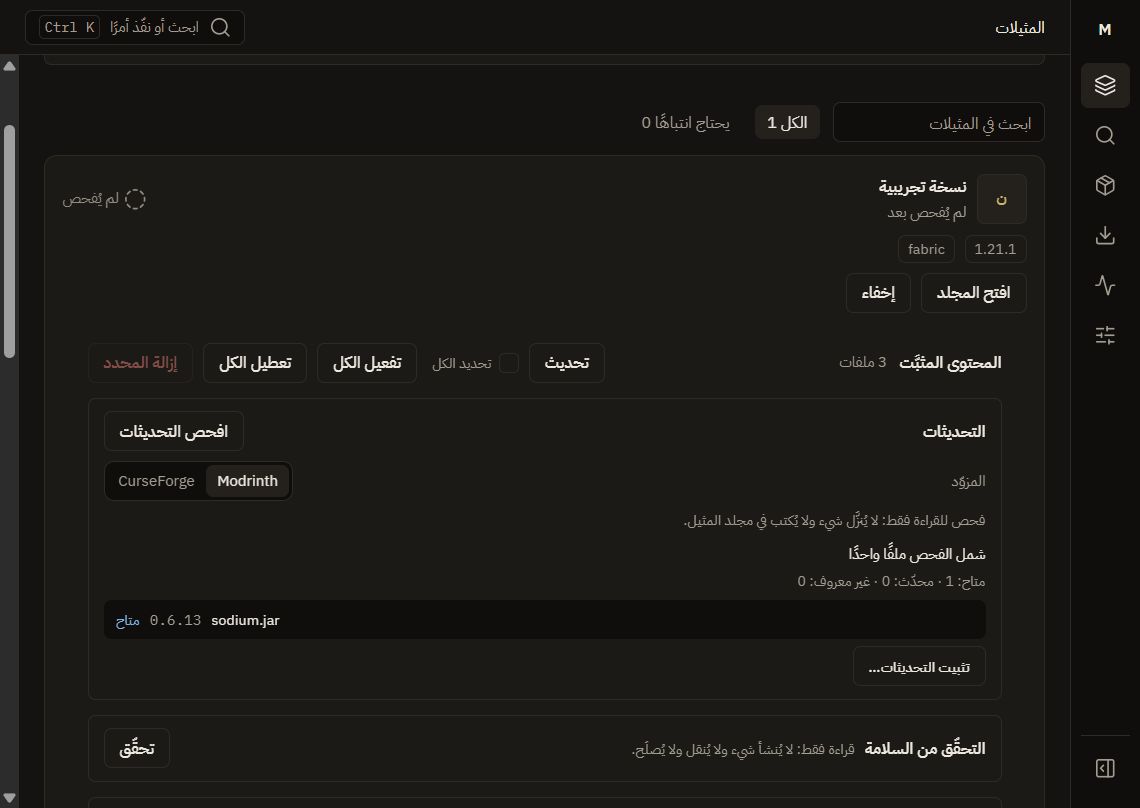 M
المثيلات
ابحث أو نفّذ أمرًا Ctrl K
ابحث في المثيلات
الكل 1
يحتاج انتباهًا 0
ن
نسخة تجريبية
لم يُفحص بعد
لم يُفحص
1.21.1 fabric
افتح المجلد إخفاء
المحتوى المثبَّت 3 ملفات
تحديث تحديد الكل تفعيل الكل تعطيل الكل إزالة المحدد
التحديثات افحص التحديثات
المزوّد Modrinth CurseForge
فحص للقراءة فقط: لا يُنزَّل شيء ولا يُكتب في مجلد المثيل.
شمل الفحص ملفًا واحدًا
متاح: 1 · محدّث: 0 · غير معروف: 0
sodium.jar 0.6.13 متاح
تثبيت التحديثات...
التحقّق من السلامة قراءة فقط: لا يُنشأ شيء ولا يُنقل ولا يُصلَح. تحقّق